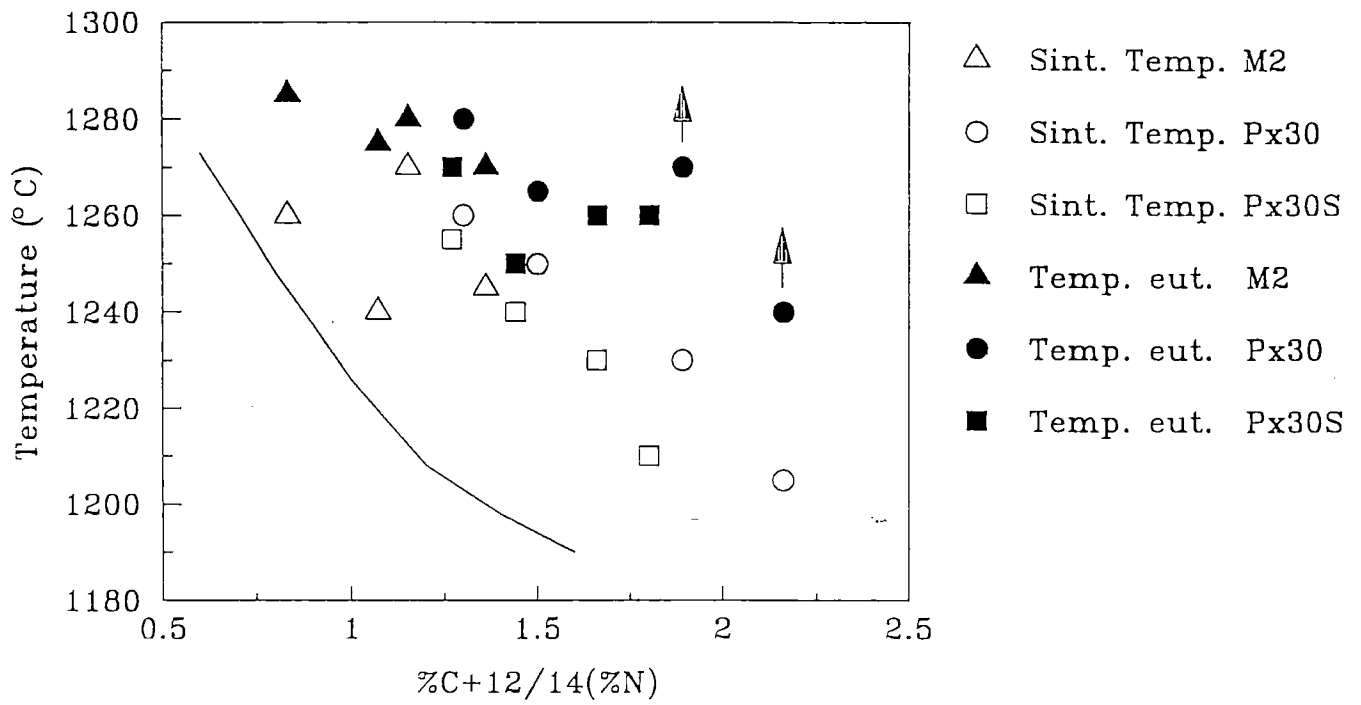 1300
1280
1260
1240
1220
1200
1180
Temperature (ºC)
0.5 1 1.5 2 2.5
%C+12/14(%N)
Sint. Temp. M2
Sint. Temp. Px30
Sint. Temp. Px30S
Temp. eut. M2
Temp. eut. Px30
Temp. eut. Px30S